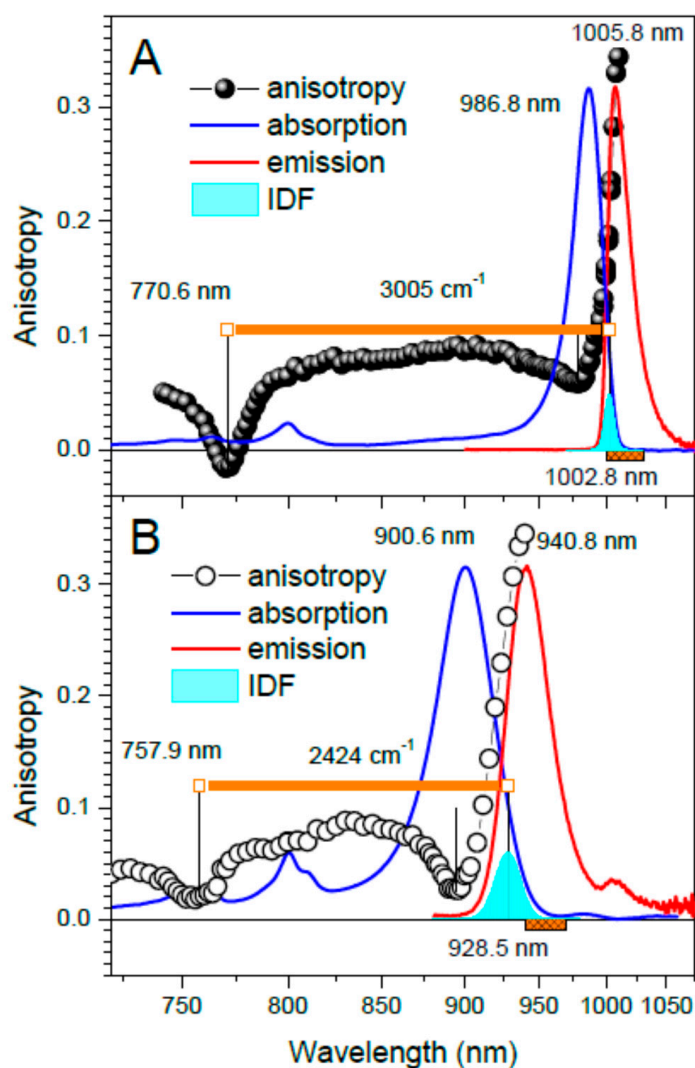 1005.8 nm
A
anisotropy
986.8 nm
absorption
emission
IDF
0.3
0.2
770.6 nm
3005 cm-1
0.1
0.0
1002.8 nm
Anisotropy
B
900.6 nm
940.8 nm
anisotropy
absorption
emission
IDF
0.3
0.2
757.9 nm
2424 cm-1
0.1
0.0
928.5 nm
Anisotropy
750 800 850 900 950 1000 1050
Wavelength (nm)